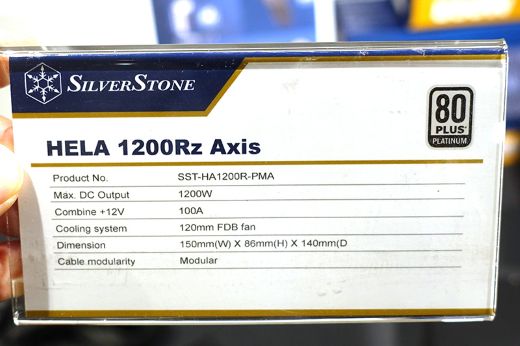 SILVERSTONE
80
PLUS
PLATINUM
HELA 1200Rz Axis
Product No. SST-HA1200R-PMA
Max. DC Output 1200W
Combine +12V 100A
Cooling system 120mm FDB fan
Dimension 150mm(W) X 86mm(H) X 140mm(D
Cable modularity Modular